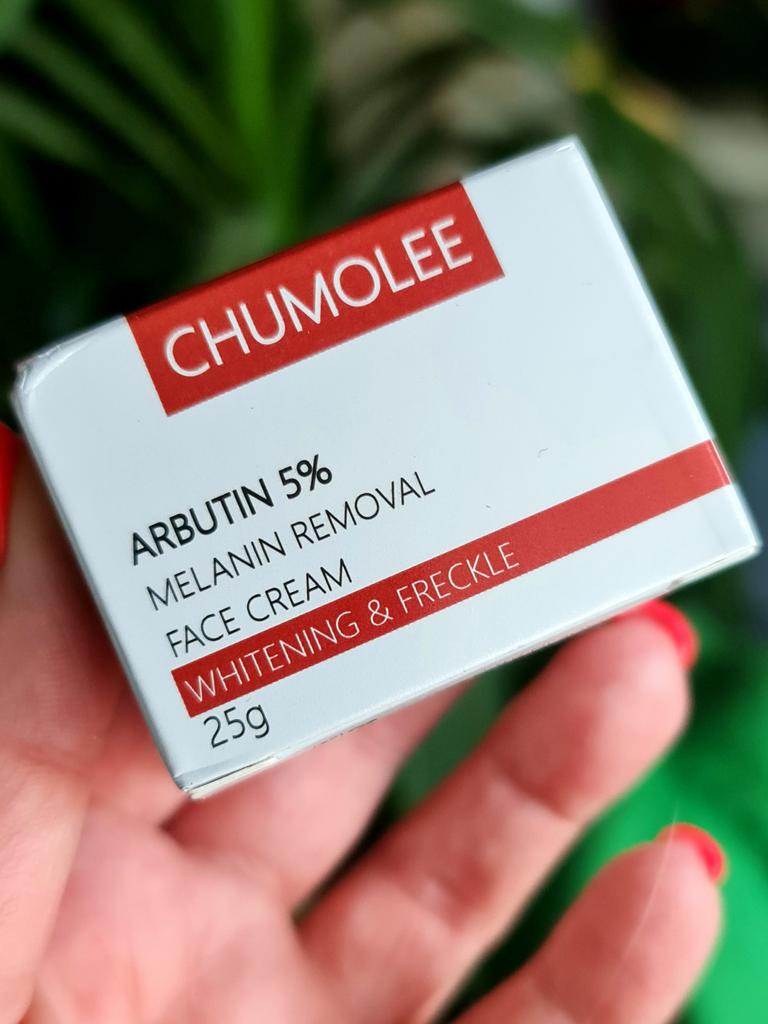 CHUMOLEE
ARBUTIN 5%
MELANIN REMOVAL
FACE CREAM
WHITENING & FRECKLE
25g